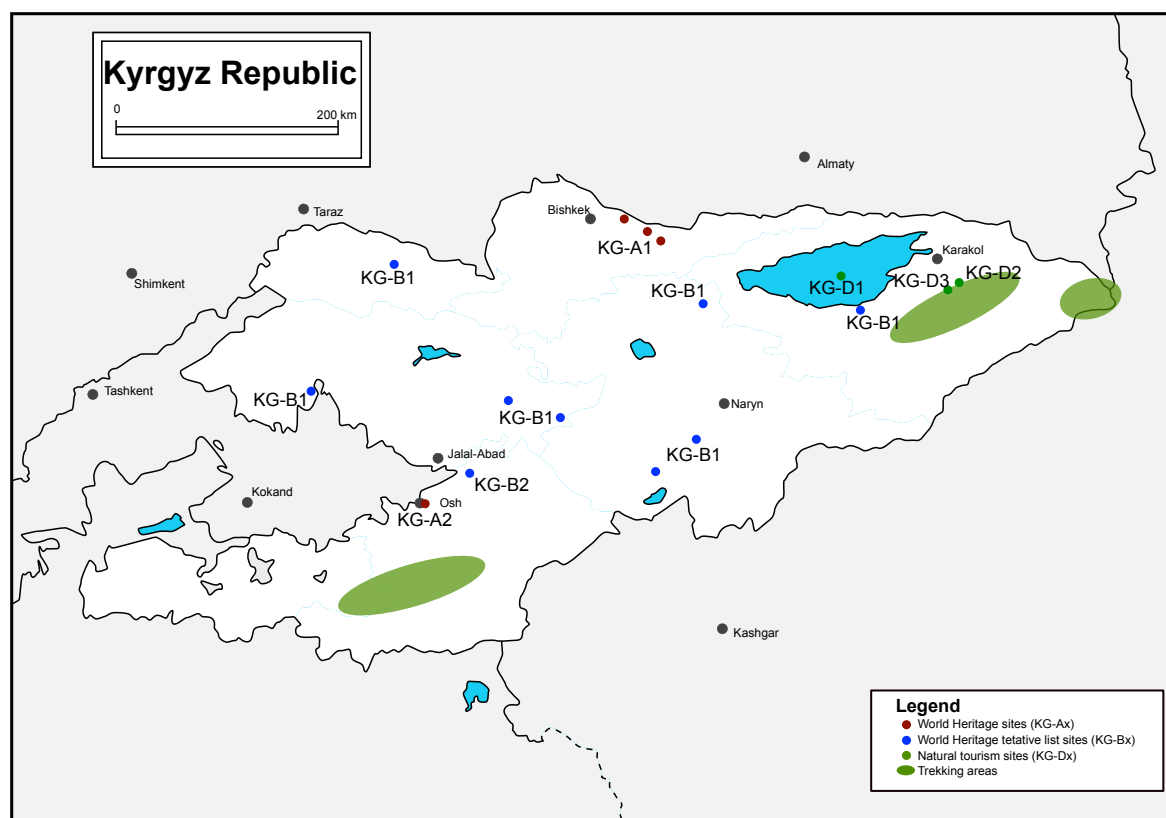 Kyrgyz Republic
0
200 km
Almaty
Taraz
Bishkek
KG-A1
Karakol
KG-B1
Shimkent
KG-D2
KG-D3
KG-D1
KG-B1
KG-B1
Tashkent
KG-B1
KG-B1
Naryn
Jalal-Abad
KG-B1
KG-B2
Kokand
Osh
KG-A2
Kashgar
Legend
World Heritage sites (KG-Ax)
World Heritage tetative list sites (KG-Bx)
Natural tourism sites (KG-Dx)
Trekking areas